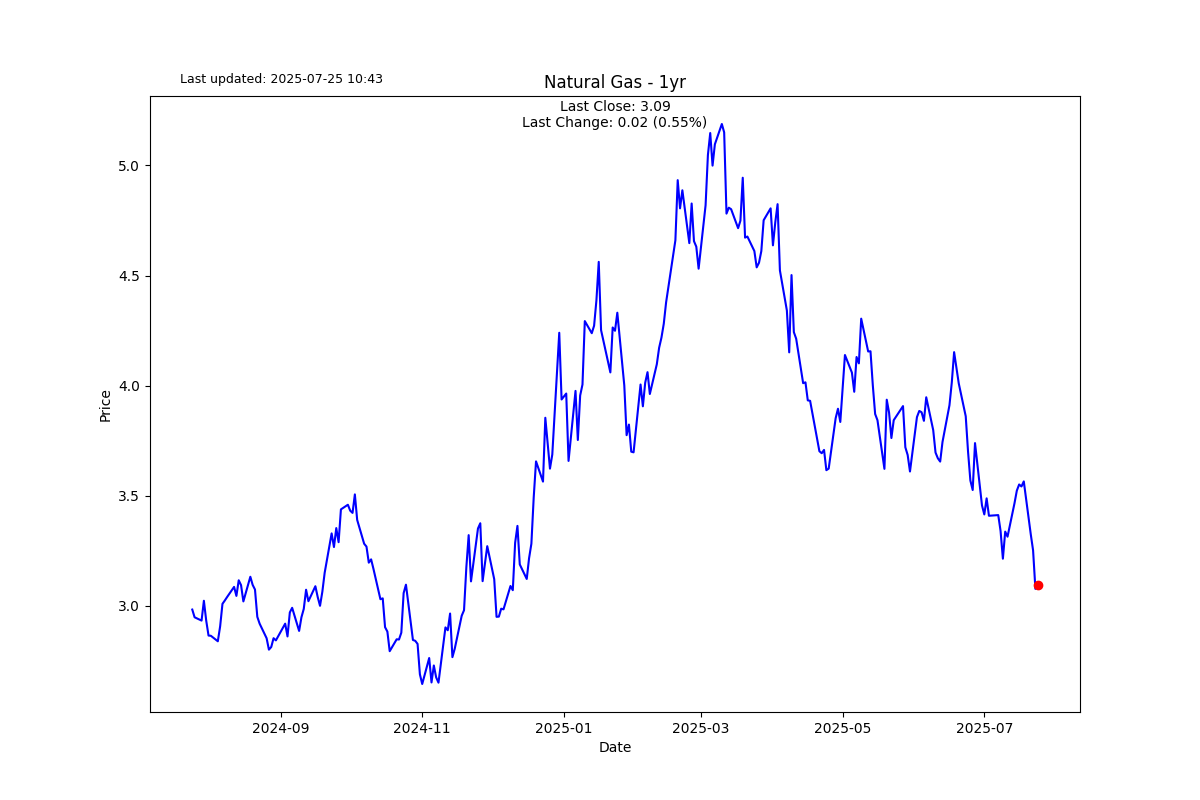 Last updated: 2025-07-25 10:43
Natural Gas - 1yr
Last Close: 3.09
Last Change: 0.02 (0.55%)
5.0
4.5
4.0
3.5
3.0
Price
2024-09
2024-11
2025-01
2025-03
2025-05
2025-07
Date